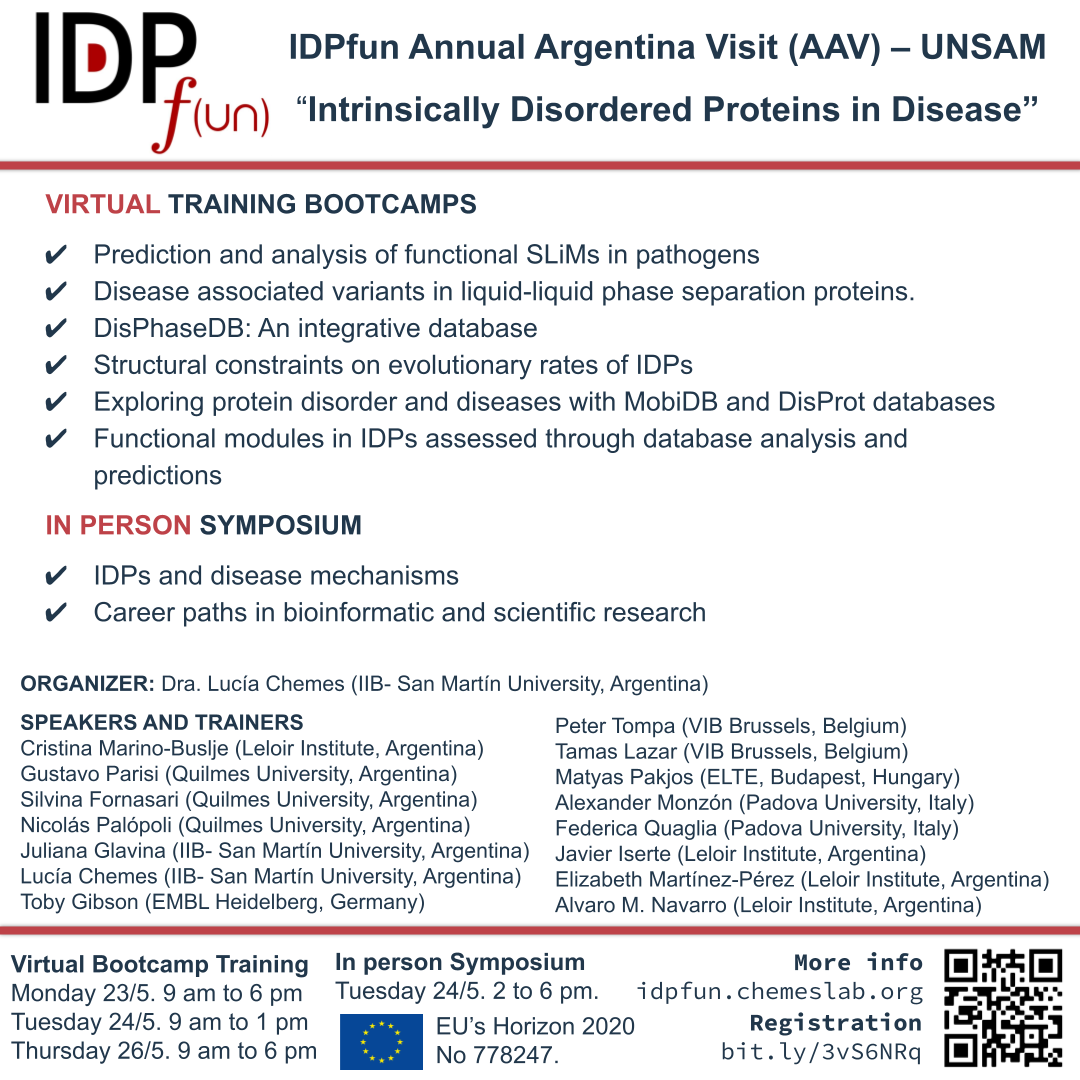 IDP
f(un)
IDPfun Annual Argentina Visit (AAV) – UNSAM
“Intrinsically Disordered Proteins in Disease”
VIRTUAL TRAINING BOOTCAMPS
✔ Prediction and analysis of functional SLiMs in pathogens
✔ Disease associated variants in liquid-liquid phase separation proteins.
✔ DisPhaseDB: An integrative database
✔ Structural constraints on evolutionary rates of IDPs
✔ Exploring protein disorder and diseases with MobiDB and DisProt databases
✔ Functional modules in IDPs assessed through database analysis and
predictions
IN PERSON SYMPOSIUM
✔ IDPs and disease mechanisms
✔ Career paths in bioinformatic and scientific research
ORGANIZER: Dra. Lucía Chemes (IIB- San Martín University, Argentina)
SPEAKERS AND TRAINERS
Cristina Marino-Buslje (Leloir Institute, Argentina)
Gustavo Parisi (Quilmes University, Argentina)
Silvina Fornasari (Quilmes University, Argentina)
Nicolás Palópoli (Quilmes University, Argentina)
Juliana Glavina (IIB- San Martín University, Argentina)
Lucía Chemes (IIB- San Martín University, Argentina)
Toby Gibson (EMBL Heidelberg, Germany)
Peter Tompa (VIB Brussels, Belgium)
Tamas Lazar (VIB Brussels, Belgium)
Matyas Pakjos (ELTE, Budapest, Hungary)
Alexander Monzón (Padova University, Italy)
Federica Quaglia (Padova University, Italy)
Javier Iserte (Leloir Institute, Argentina)
Elizabeth Martínez-Pérez (Leloir Institute, Argentina)
Alvaro M. Navarro (Leloir Institute, Argentina)
Virtual Bootcamp Training
Monday 23/5. 9 am to 6 pm
Tuesday 24/5. 9 am to 1 pm
Thursday 26/5. 9 am to 6 pm
In person Symposium
Tuesday 24/5. 2 to 6 pm.
EU’s Horizon 2020
No 778247.
More info
idpfun.chemeslab.org
Registration
bit.ly/3vS6NRq